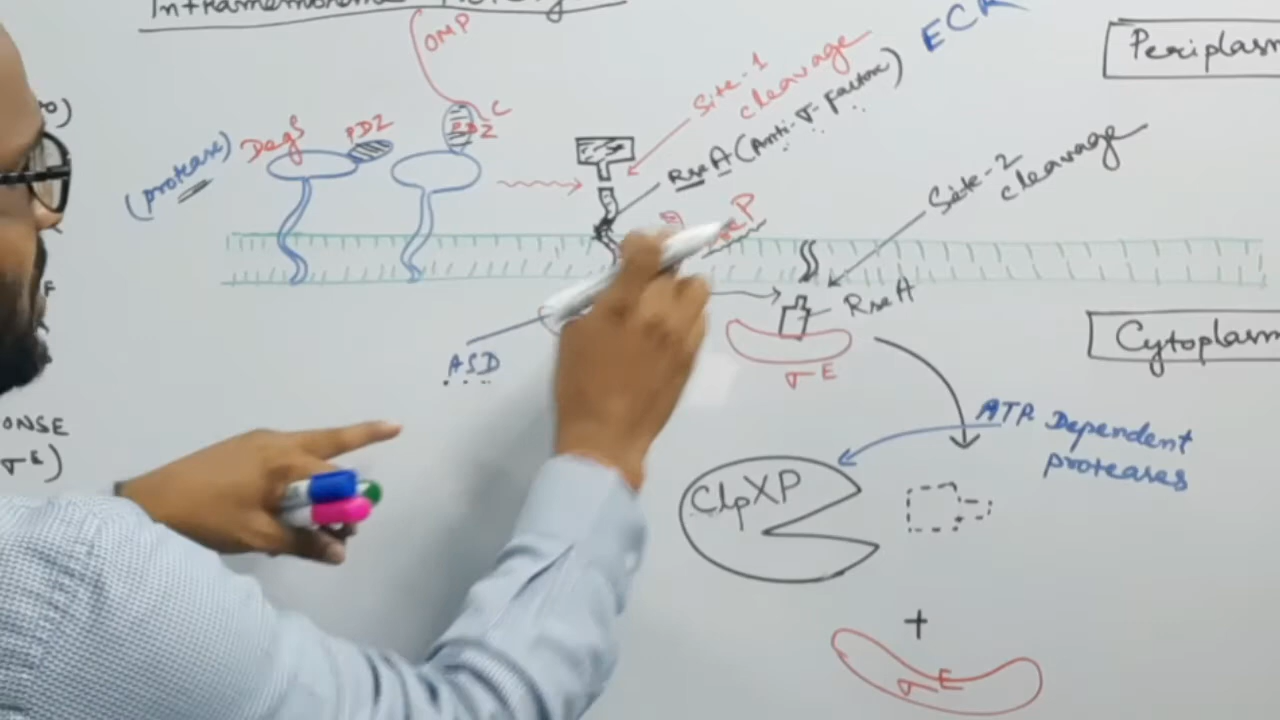 OMP
Site-1
cleavage
Periplasm
(protease)
DegS
PDZ
PDZ
C
RseA (Anti-σ-Factor)
Site-2
cleavage
P
RseA
ASD
σE
ONSE
σE)
ATP Dependent
proteases
ClpXP
+
σE
Cytoplasm